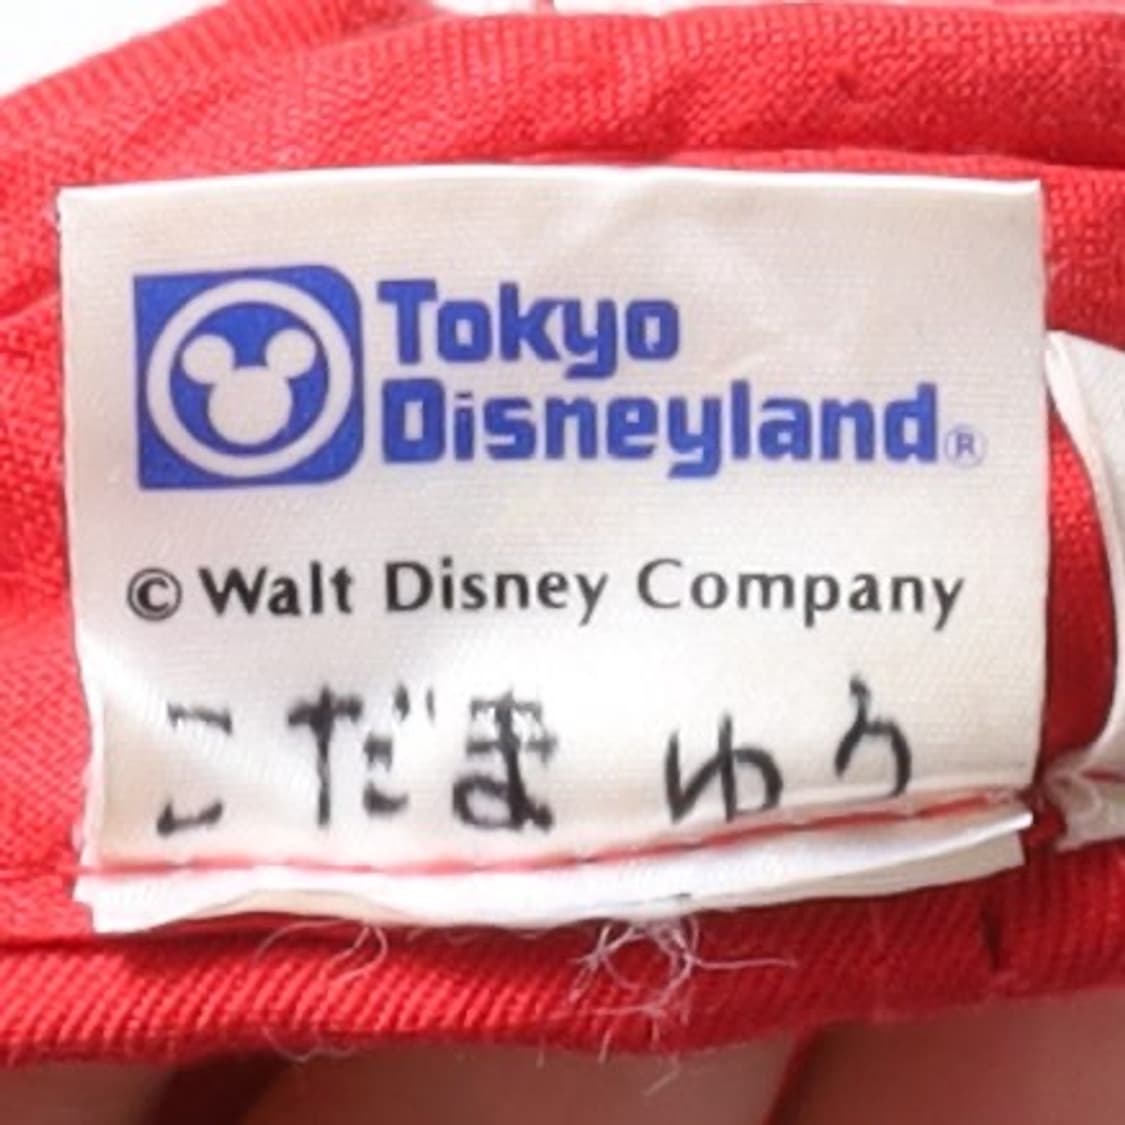 Tokyo
Disneyland®
© Walt Disney Company
こだま ゆう